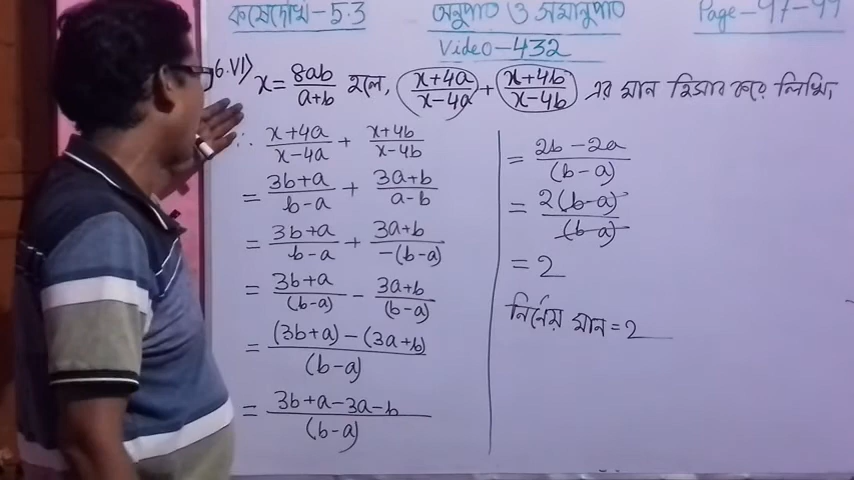 কষেদেখি-5.3 অনুপাত ও সমানুপাত Page-97-99
Video-432
6.VI) x = 8ab/a+b হলে, x+4a/x-4a + x+4b/x-4b এর মান হিসাব করে লিখি,
∴ x+4a/x-4a + x+4b/x-4b
= 3b+a/b-a + 3a+b/a-b
= 3b+a/b-a + 3a+b/-(b-a)
= 3b+a/(b-a) - 3a+b/(b-a)
= (3b+a)-(3a+b)/(b-a)
= 3b+a-3a-b/(b-a)
= 2b-2a/(b-a)
= 2(b-a)/(b-a)
= 2
নির্নেয় মান = 2